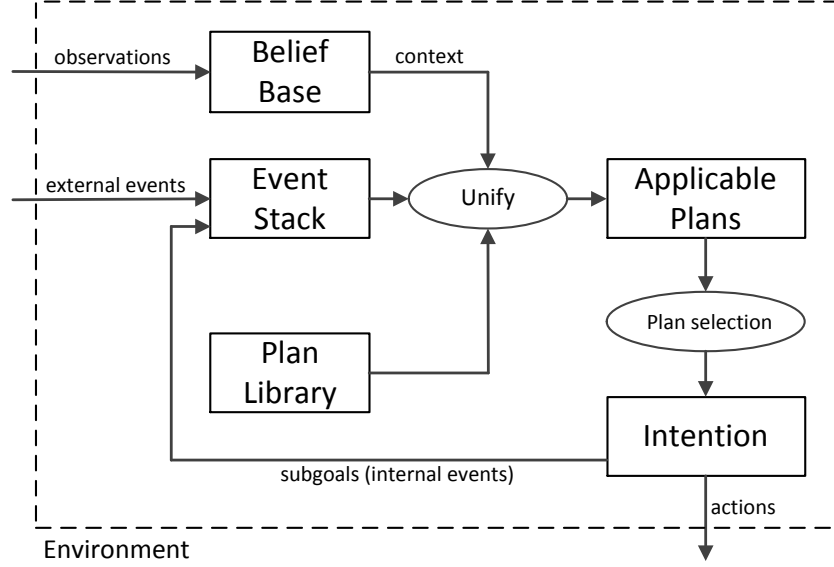 observations
Belief
Base
context
external events
Event
Stack
Unify
Applicable
Plans
Plan selection
Plan
Library
Intention
subgoals (internal events)
actions
Environment